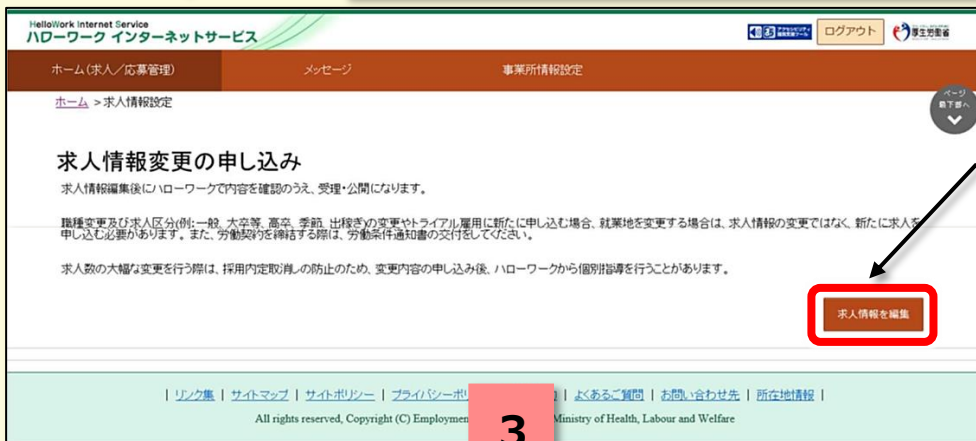 HelloWork Internet Service
ハローワーク インターネットサービス
ログアウト
厚生労働省
ホーム(求人/応募管理)
メッセージ
事業所情報設定
ホーム > 求人情報設定
ページ
最下部へ
求人情報変更の申し込み
求人情報編集後にハローワークで内容を確認のうえ、受理・公開になります。
職種変更及び求人区分(例:一般、大卒等、高卒、季節、出稼ぎ)の変更やトライアル雇用に新たに申し込む場合、就業地を変更する場合は、求人情報の変更ではなく、新たに求人を
申し込む必要があります。また、労働契約を締結する際は、労働条件通知書の交付をしてください。
求人数の大幅な変更を行う際は、採用内定取消しの防止のため、変更内容の申し込み後、ハローワークから個別指導を行うことがあります。
求人情報を編集
| リンク集 | サイトマップ | サイトポリシー | プライバシーポリ | よくあるご質問 | お問い合わせ先 | 所在地情報 |
All rights reserved, Copyright (C) Employmen Ministry of Health, Labour and Welfare
3